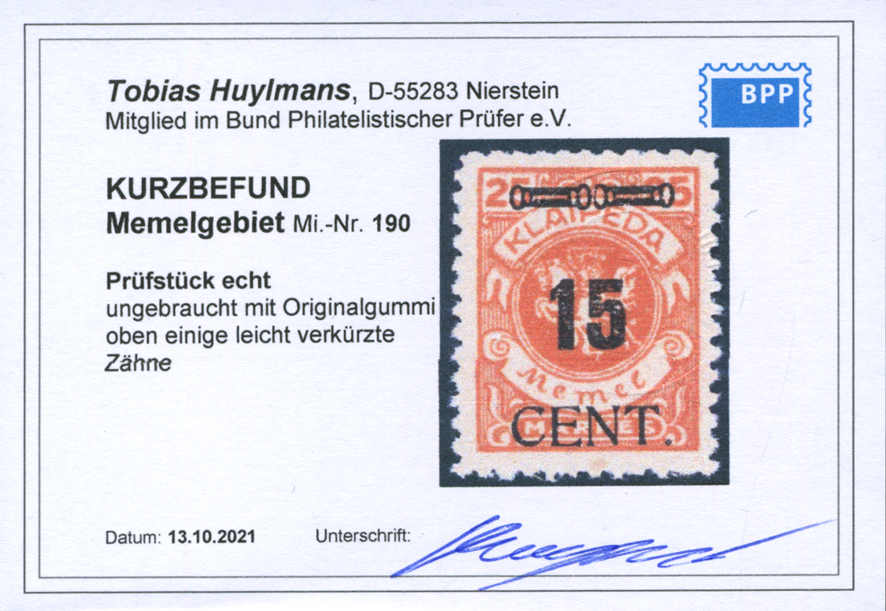 Tobias Huylmans, D-55283 Nierstein
Mitglied im Bund Philatelistischer Prüfer e.V.
BPP
KURZBEFUND
Memelgebiet Mi.-Nr. 190
Prüfstück echt
ungebraucht mit Originalgummi
oben einige leicht verkürzte
Zähne
25 25
KLAIPEDA
15
Memel
CENT.
MARKĖS
Datum: 13.10.2021 Unterschrift: